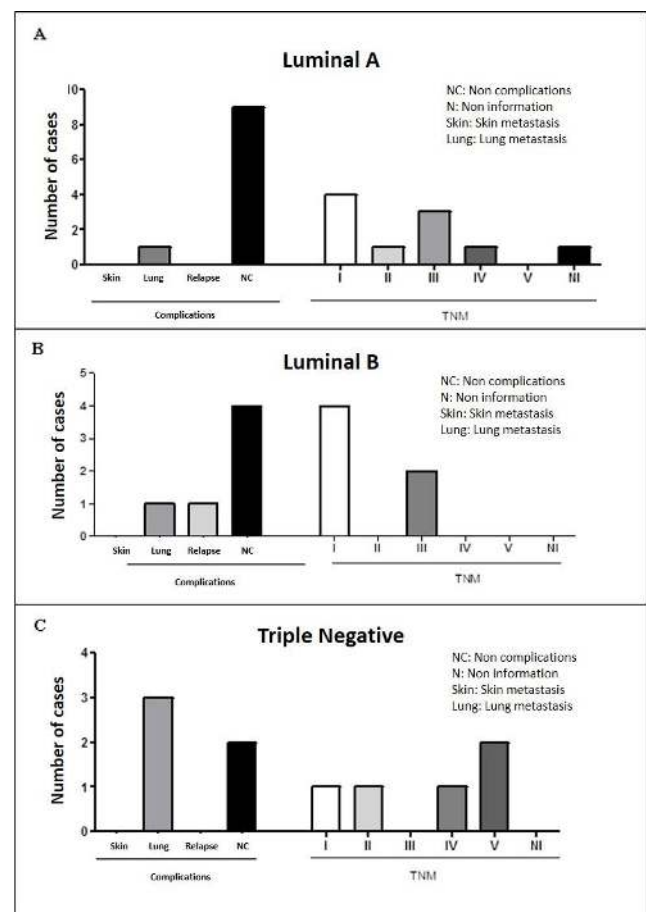 A
Luminal A
NC: Non complications
N: Non information
Skin: Skin metastasis
Lung: Lung metastasis
Number of cases
10
8
6
4
2
0
Skin Lung Relapse NC
I II III IV V NI
Complications
TNM
B
Luminal B
NC: Non complications
N: Non information
Skin: Skin metastasis
Lung: Lung metastasis
Number of cases
5
4
3
2
1
0
Skin Lung Relapse NC
I II III IV V NI
Complications
TNM
C
Triple Negative
NC: Non complications
N: Non information
Skin: Skin metastasis
Lung: Lung metastasis
Number of cases
4
3
2
1
0
Skin Lung Relapse NC
I II III IV V NI
Complications
TNM